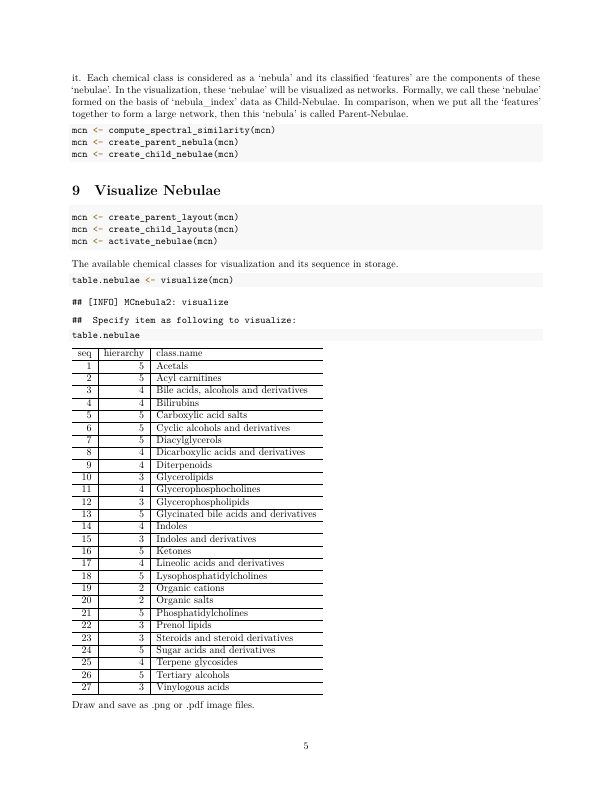 it. Each chemical class is considered as a ‘nebula’ and its classified ‘features’ are the components of these
‘nebulae’. In the visualization, these ‘nebulae’ will be visualized as networks. Formally, we call these ‘nebulae’
formed on the basis of ‘nebula_index’ data as Child-Nebulae. In comparison, when we put all the ‘features’
together to form a large network, then this ‘nebula’ is called Parent-Nebulae.
mcn <- compute_spectral_similarity(mcn)
mcn <- create_parent_nebula(mcn)
mcn <- create_child_nebulae(mcn)
9 Visualize Nebulae
mcn <- create_parent_layout(mcn)
mcn <- create_child_layouts(mcn)
mcn <- activate_nebulae(mcn)
The available chemical classes for visualization and its sequence in storage.
table.nebulae <- visualize(mcn)
## [INFO] MCnebula2: visualize
## Specify item as following to visualize:
table.nebulae
seq hierarchy class.name
1 5 Acetals
2 5 Acyl carnitines
3 4 Bile acids, alcohols and derivatives
4 4 Bilirubins
5 5 Carboxylic acid salts
6 5 Cyclic alcohols and derivatives
7 5 Diacylglycerols
8 4 Dicarboxylic acids and derivatives
9 4 Diterpenoids
10 3 Glycerolipids
11 4 Glycerophosphocholines
12 3 Glycerophospholipids
13 5 Glycinated bile acids and derivatives
14 4 Indoles
15 3 Indoles and derivatives
16 5 Ketones
17 4 Lineolic acids and derivatives
18 5 Lysophosphatidylcholines
19 2 Organic cations
20 2 Organic salts
21 5 Phosphatidylcholines
22 3 Prenol lipids
23 3 Steroids and steroid derivatives
24 5 Sugar acids and derivatives
25 4 Terpene glycosides
26 5 Tertiary alcohols
27 3 Vinylogous acids
Draw and save as .png or .pdf image files.
5